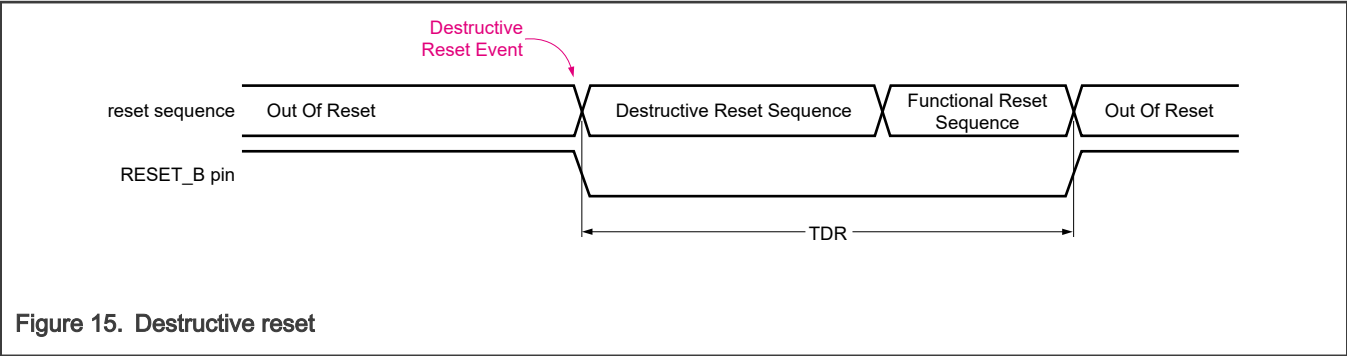 Destructive
Reset Event
reset sequence
Out Of Reset
Destructive Reset Sequence
Functional Reset
Sequence
Out Of Reset
RESET_B pin
TDR
Figure 15. Destructive reset